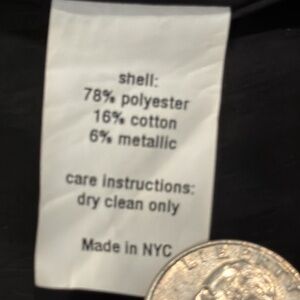 shell:
78% polyester
16% cotton
6% metallic
care instructions:
dry clean only
Made in NYC